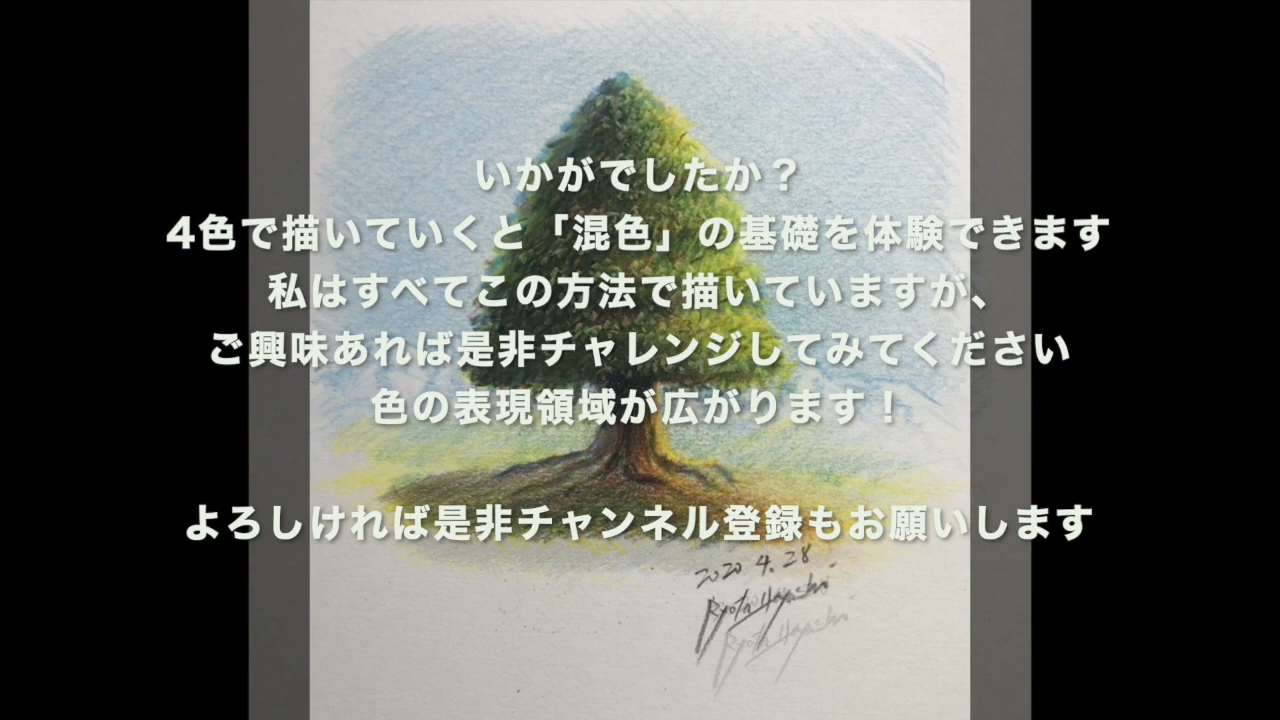 いかがでしたか？
4色で描いていくと「混色」の基礎を体験できます
私はすべてこの方法で描いていますが、
ご興味あれば是非チャレンジしてみてください
色の表現領域が広がります！
よろしければ是非チャンネル登録もお願いします
2020 4.28
Ryota Hayashi
Ryota Hayashi